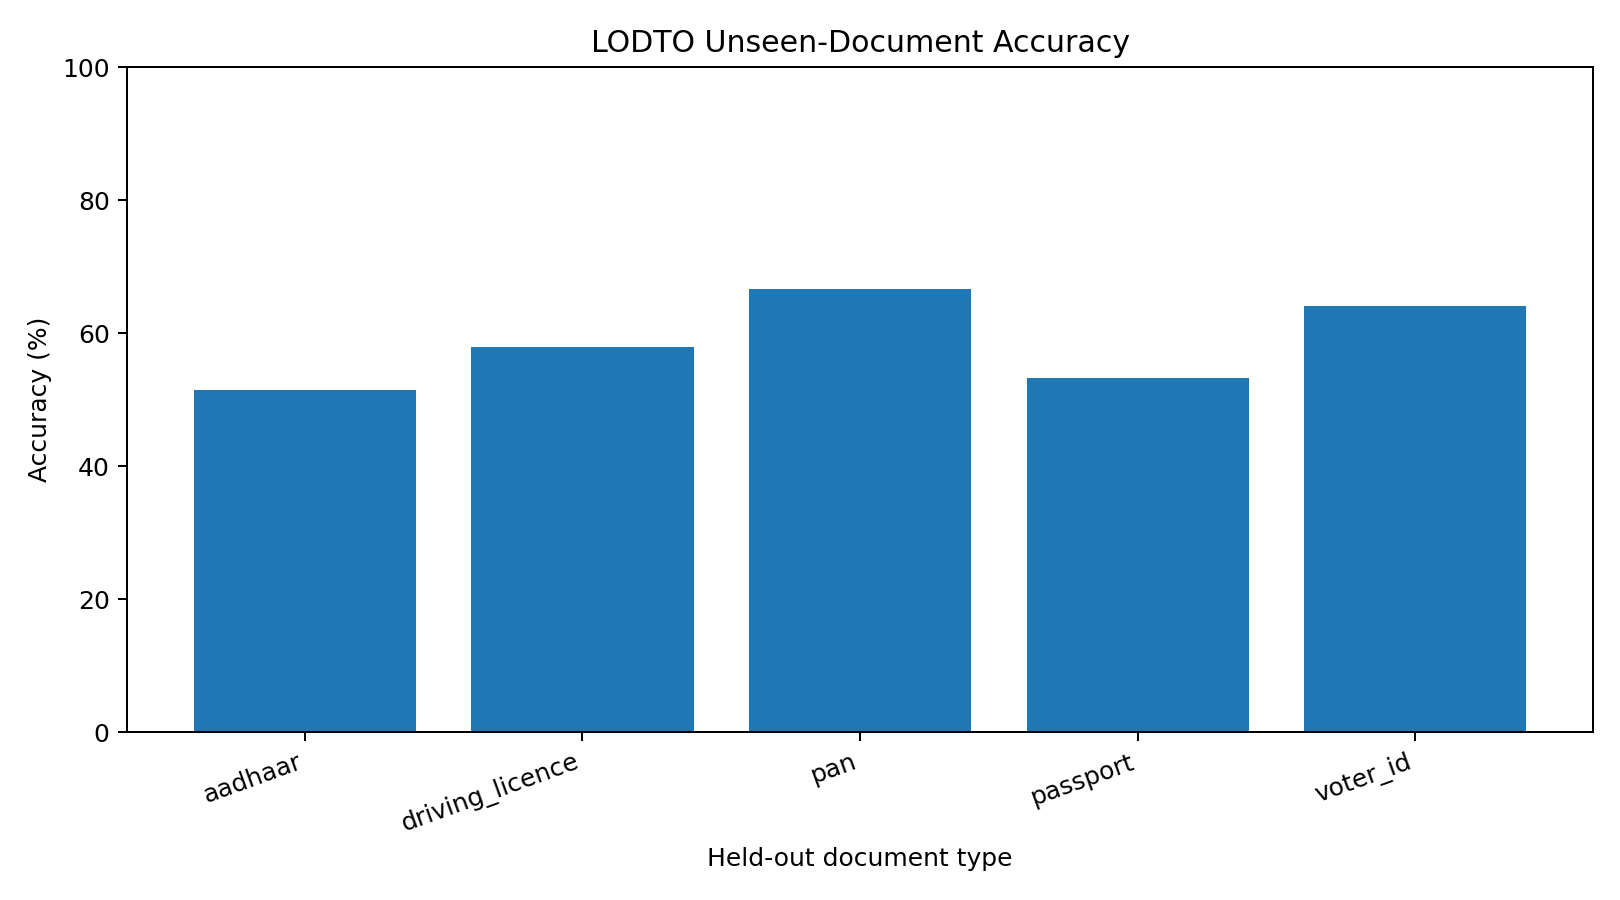 LODTO Unseen-Document Accuracy
100
80
60
40
20
0
Accuracy (%)
aadhaar
driving_licence
pan
passport
voter_id
Held-out document type